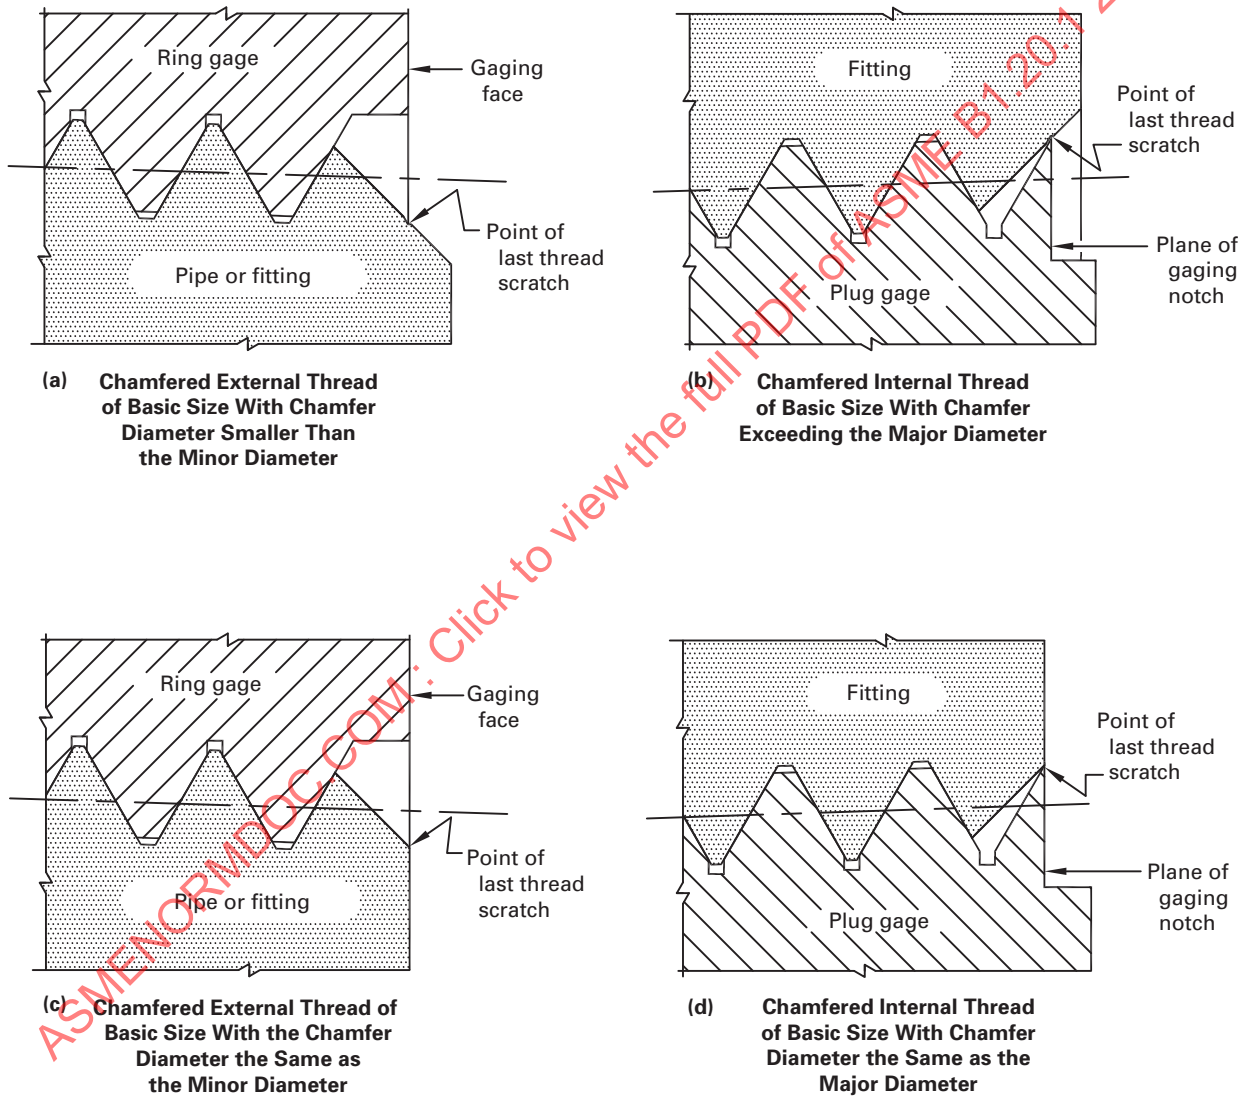 Ring gage
Gaging
face
Point of
last thread
scratch
Pipe or fitting
(a) Chamfered External Thread
of Basic Size With Chamfer
Diameter Smaller Than
the Minor Diameter
Fitting
Point of
last thread
scratch
Plane of
gaging
notch
Plug gage
(b) Chamfered Internal Thread
of Basic Size With Chamfer
Exceeding the Major Diameter
Ring gage
Gaging
face
Point of
last thread
scratch
Pipe or fitting
(c) Chamfered External Thread of
Basic Size With the Chamfer
Diameter the Same as
the Minor Diameter
Fitting
Point of
last thread
scratch
Plane of
gaging
notch
Plug gage
(d) Chamfered Internal Thread
of Basic Size With Chamfer
Diameter the Same as the
Major Diameter
ASMENORMDOC.COM : Click to view the full PDF of ASME B1.20.1